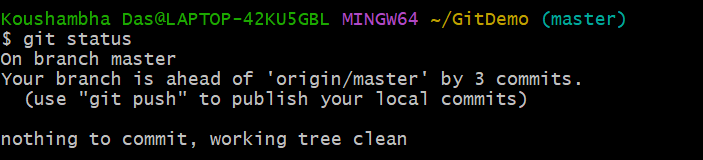 Koushambha Das@LAPTOP-42KU5GBL MINGW64 ~/GitDemo (master)
$ git status
On branch master
Your branch is ahead of 'origin/master' by 3 commits.
  (use "git push" to publish your local commits)
nothing to commit, working tree clean